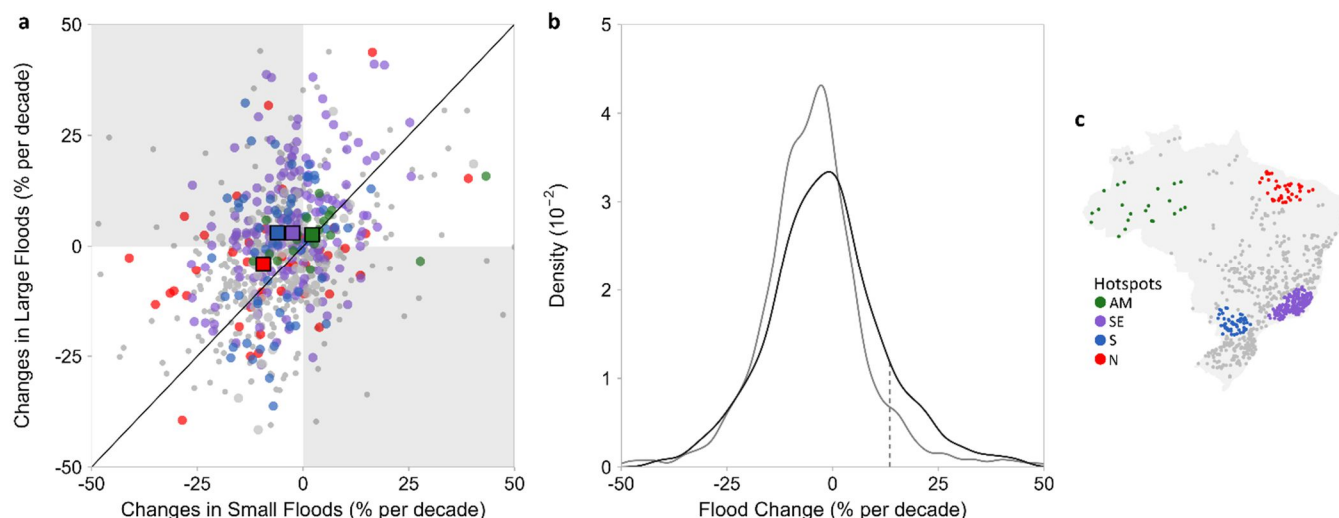 a
50
25
0
-25
-50
Changes in Large Floods (% per decade)
-50
-25
0
25
50
Changes in Small Floods (% per decade)
b
5
4
3
2
1
0
Density (10⁻²)
-50
-25
0
25
50
Flood Change (% per decade)
c
Hotspots
AM
SE
S
N